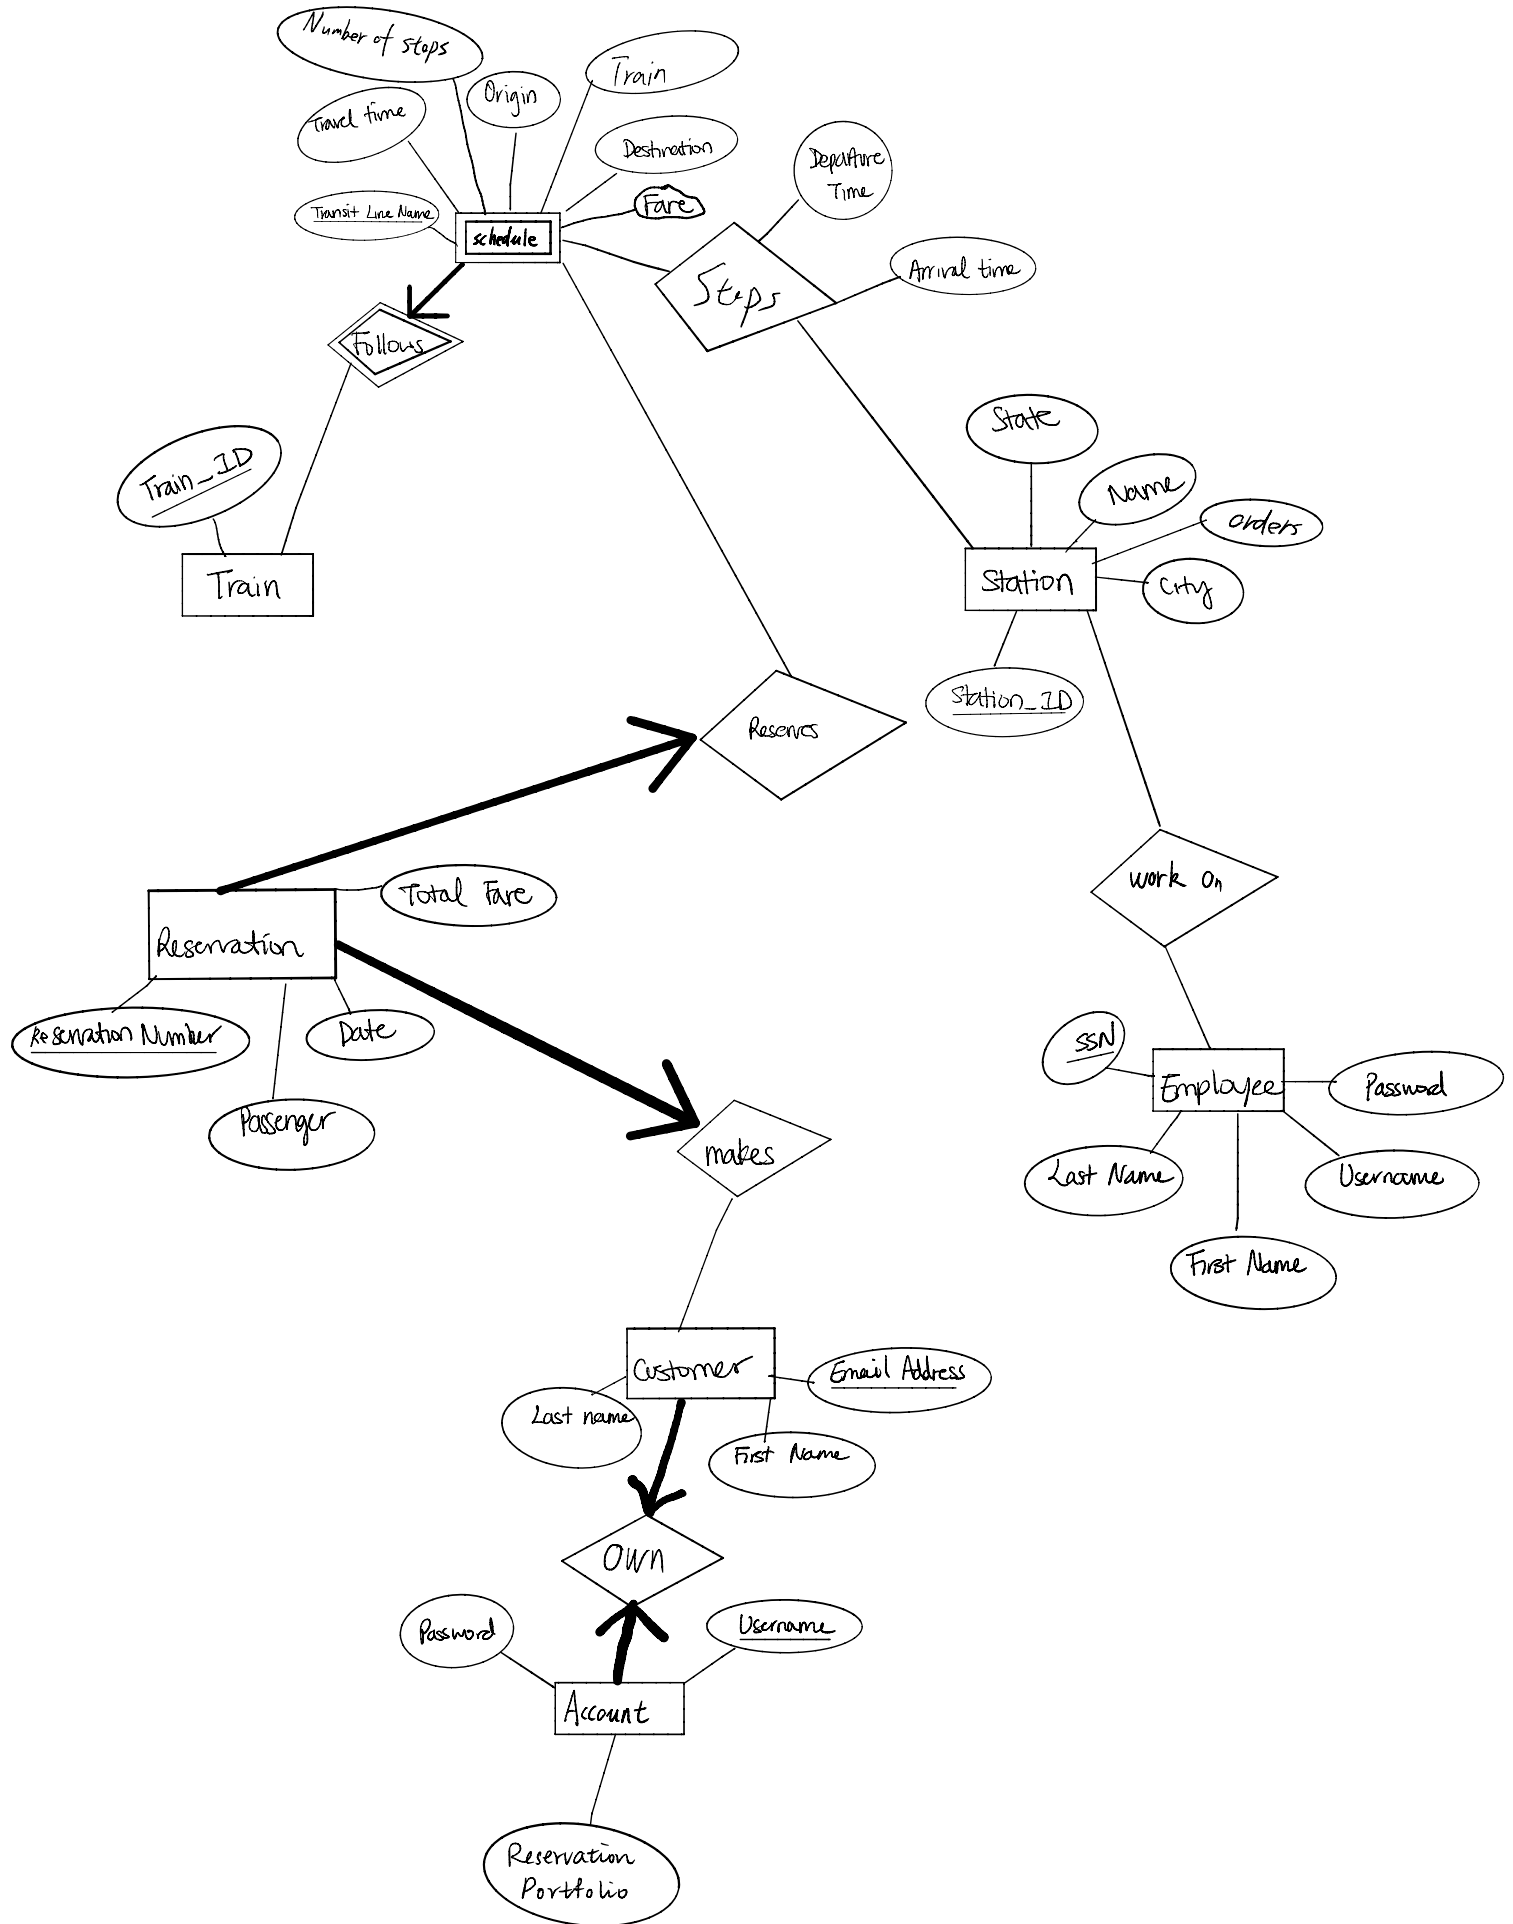 Number of steps
Train
Origin
Travel time
Destination
Departure
Time
Fare
Transit Line Name
schedule
Arrival time
Steps
Follows
State
Train_ID
Name
orders
Station
City
Train
Station_ID
Reserves
Work On
Total Fare
Reservation
Reservation Number
Date
SSN
Employee
Password
Passenger
makes
Last Name
Username
First Name
Customer
Email Address
Last name
First Name
Own
Password
Username
Account
Reservation
Portfolio